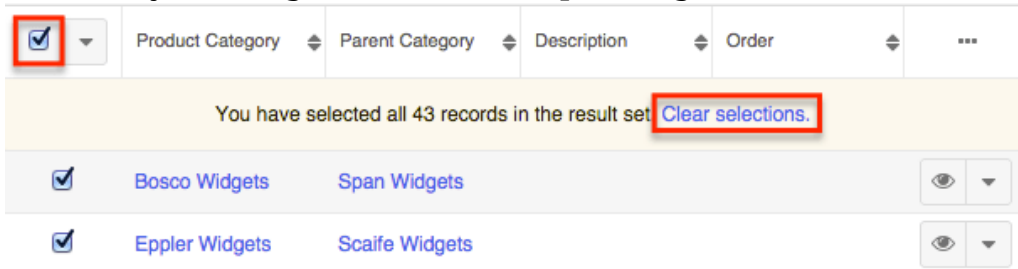 Product Category Parent Category Description Order
You have selected all 43 records in the result set Clear selections.
Bosco Widgets Span Widgets
Eppler Widgets Scaife Widgets